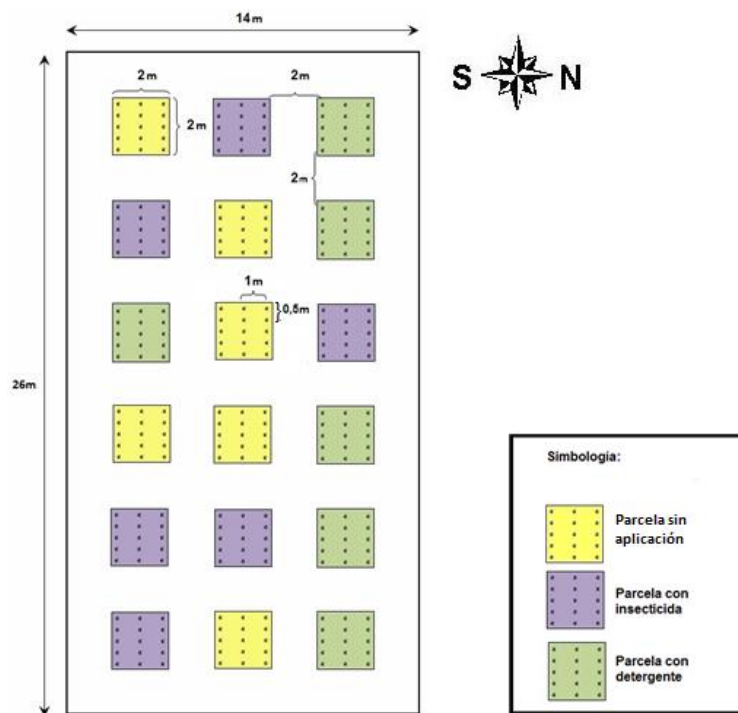 14m
2m
2m
2m
S N
2m
1m
0,5m
26m
Simbología:
Parcela sin
aplicación
Parcela con
insecticida
Parcela con
detergente